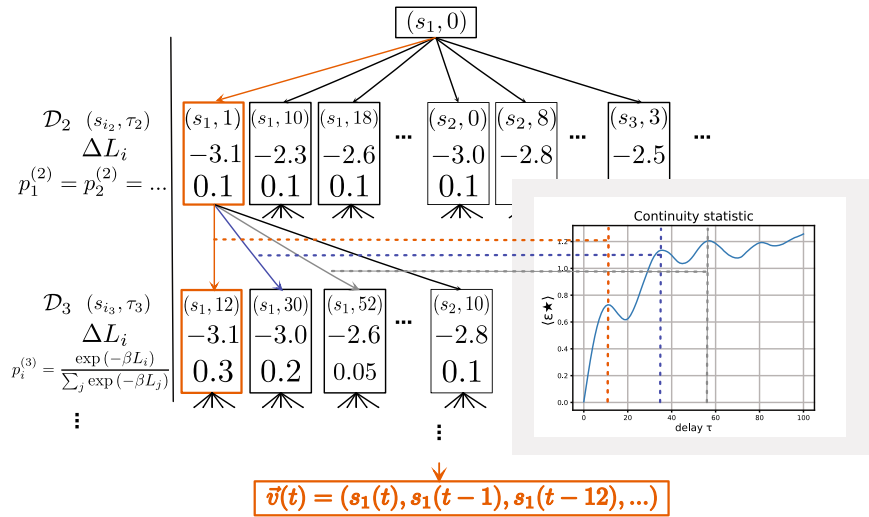 (s₁, 0)
𝒟₂ (s_{i₂}, τ₂) (s₁, 1) (s₁, 10) (s₁, 18) ... (s₂, 0) (s₂, 8) ... (s₃, 3) ...
ΔLᵢ −3.1 −2.3 −2.6 −3.0 −2.8 −2.5
p₁⁽²⁾ = p₂⁽²⁾ = ... 0.1 0.1 0.1 0.1
𝒟₃ (s_{i₃}, τ₃) (s₁, 12) (s₁, 30) (s₁, 52) ... (s₂, 10)
ΔLᵢ −3.1 −3.0 −2.6 −2.8
pᵢ⁽³⁾ = exp (−βLᵢ) / ∑ⱼ exp (−βLⱼ) 0.3 0.2 0.05 0.1
⋮ ⋮
Continuity statistic
1.2
1.0
0.8
0.6
0.4
0.2
0.0
⟨ε★⟩
0 20 40 60 80 100
delay τ
v⃗(t) = (s₁(t), s₁(t − 1), s₁(t − 12), ...)